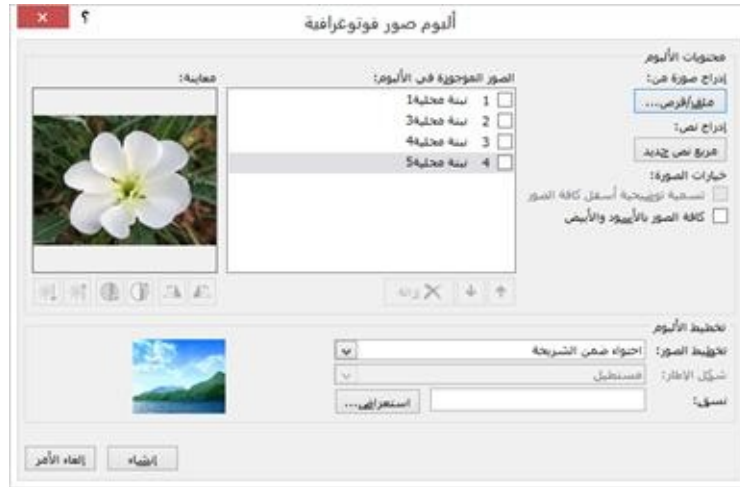 ألبوم صور فوتوغرافية
؟
محتويات الألبوم
إدراج صورة من:
ملف/قرص...
إدراج نص:
مربع نص جديد
خيارات الصورة:
تسمية توضيحية أسفل كافة الصور
كافة الصور بالأسود والأبيض
الصور الموجودة في الألبوم:
1 نبتة محلية1
2 نبتة محلية3
3 نبتة محلية4
4 نبتة محلية5
إزالة
معاينة:
تخطيط الألبوم
تخطيط الصور: احتواء ضمن الشريحة
شكل الإطار: مستطيل
نسق: استعراض...
إنشاء
إلغاء الأمر